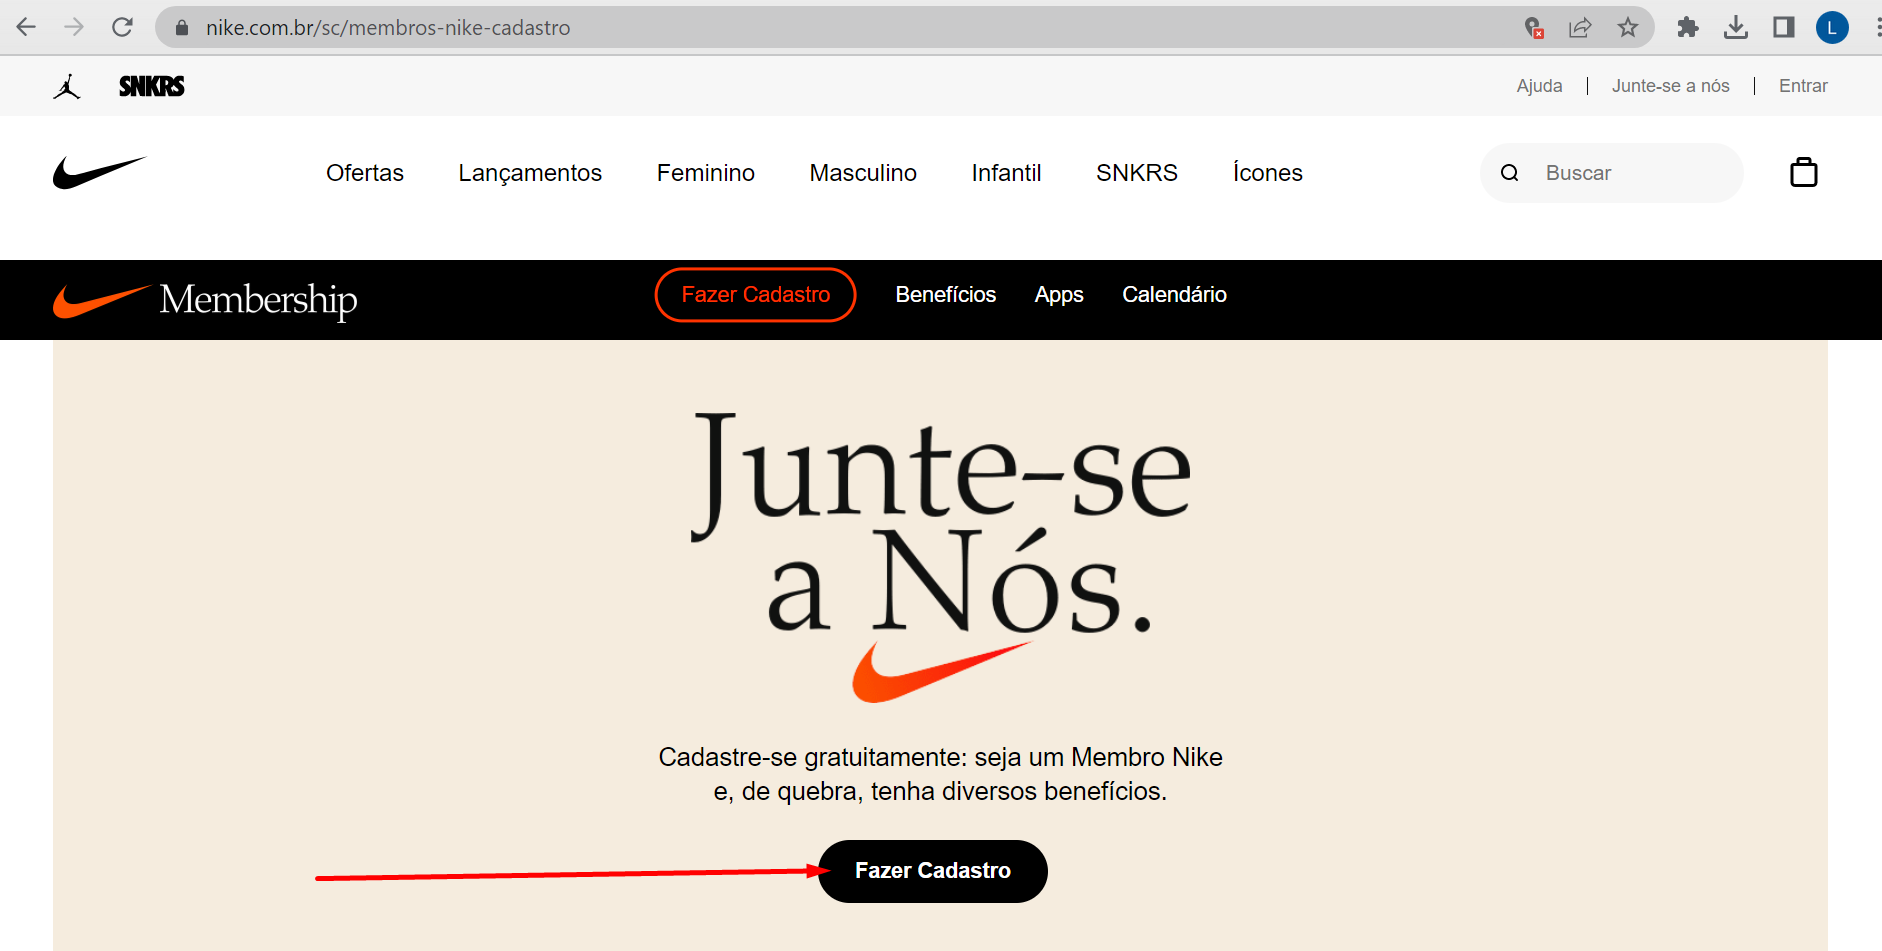 nike.com.br/sc/membros-nike-cadastro
L
SNKRS
Ajuda Junte-se a nós Entrar
Ofertas Lançamentos Feminino Masculino Infantil SNKRS Ícones Buscar
Membership Fazer Cadastro Benefícios Apps Calendário
Junte-se
a Nós.
Cadastre-se gratuitamente: seja um Membro Nike
e, de quebra, tenha diversos benefícios.
Fazer Cadastro